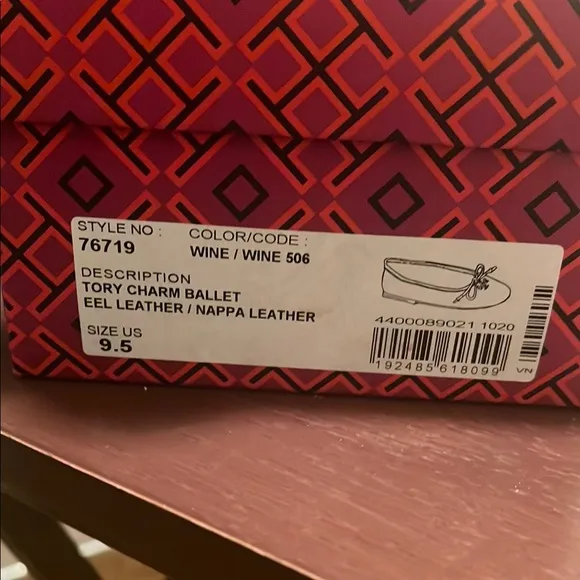 STYLE NO : COLOR/CODE :
76719 WINE / WINE 506
DESCRIPTION
TORY CHARM BALLET
EEL LEATHER / NAPPA LEATHER
SIZE US
9.5
4400089021 1020
192485 618099
VN